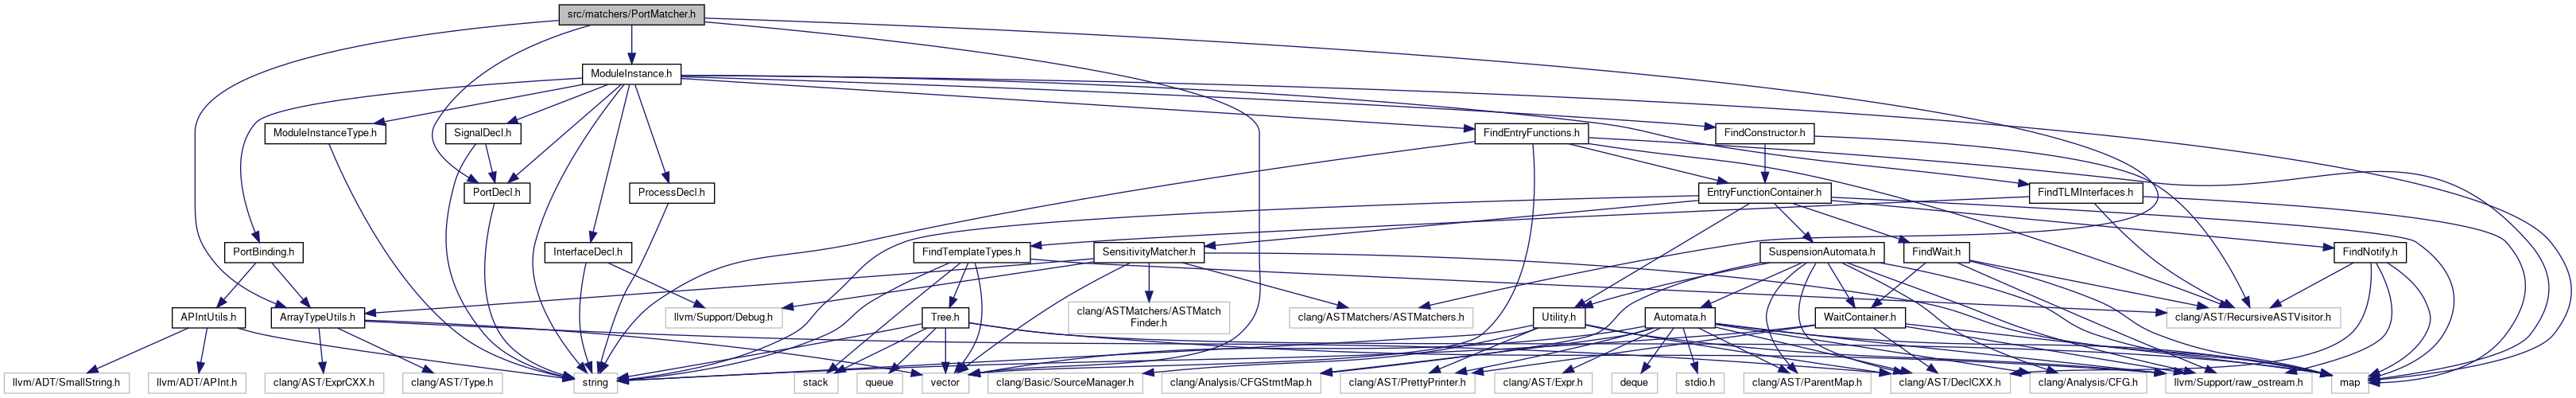 src/matchers/PortMatcher.h
ModuleInstance.h
ModuleInstanceType.h
SignalDecl.h
FindEntryFunctions.h
FindConstructor.h
PortDecl.h
ProcessDecl.h
EntryFunctionContainer.h
FindTLMInterfaces.h
PortBinding.h
InterfaceDecl.h
FindTemplateTypes.h
SensitivityMatcher.h
SuspensionAutomata.h
FindWait.h
FindNotify.h
APIntUtils.h
ArrayTypeUtils.h
llvm/Support/Debug.h
Tree.h
clang/ASTMatchers/ASTMatch
Finder.h
clang/ASTMatchers/ASTMatchers.h
Utility.h
Automata.h
WaitContainer.h
clang/AST/RecursiveASTVisitor.h
llvm/ADT/SmallString.h
llvm/ADT/APInt.h
clang/AST/ExprCXX.h
clang/AST/Type.h
string
stack
queue
vector
clang/Basic/SourceManager.h
clang/Analysis/CFGStmtMap.h
clang/AST/PrettyPrinter.h
clang/AST/Expr.h
deque
stdio.h
clang/AST/ParentMap.h
clang/AST/DeclCXX.h
clang/Analysis/CFG.h
llvm/Support/raw_ostream.h
map